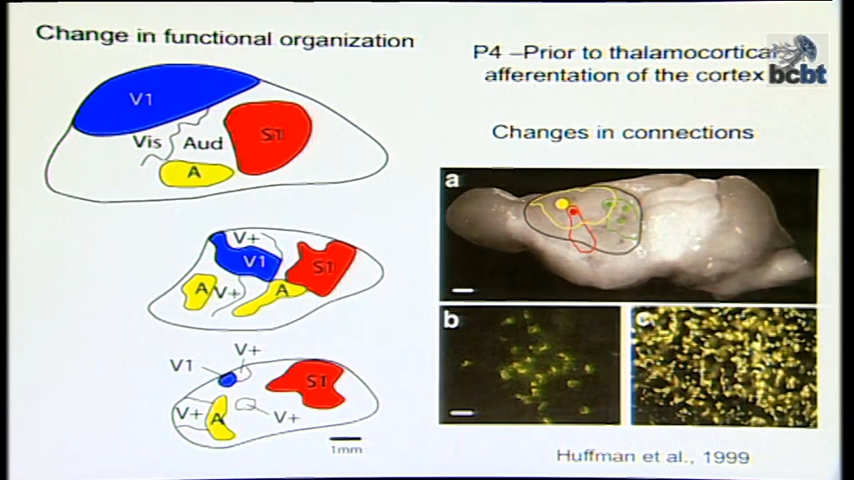 Change in functional organization
V1
Vis
Aud
S1
A
V+
V1
S1
A
V+
A
V+
V1
S1
V+
A
V+
1mm
P4 –Prior to thalamocortical
afferentation of the cortex
bcbt
Changes in connections
a
b
c
Huffman et al., 1999